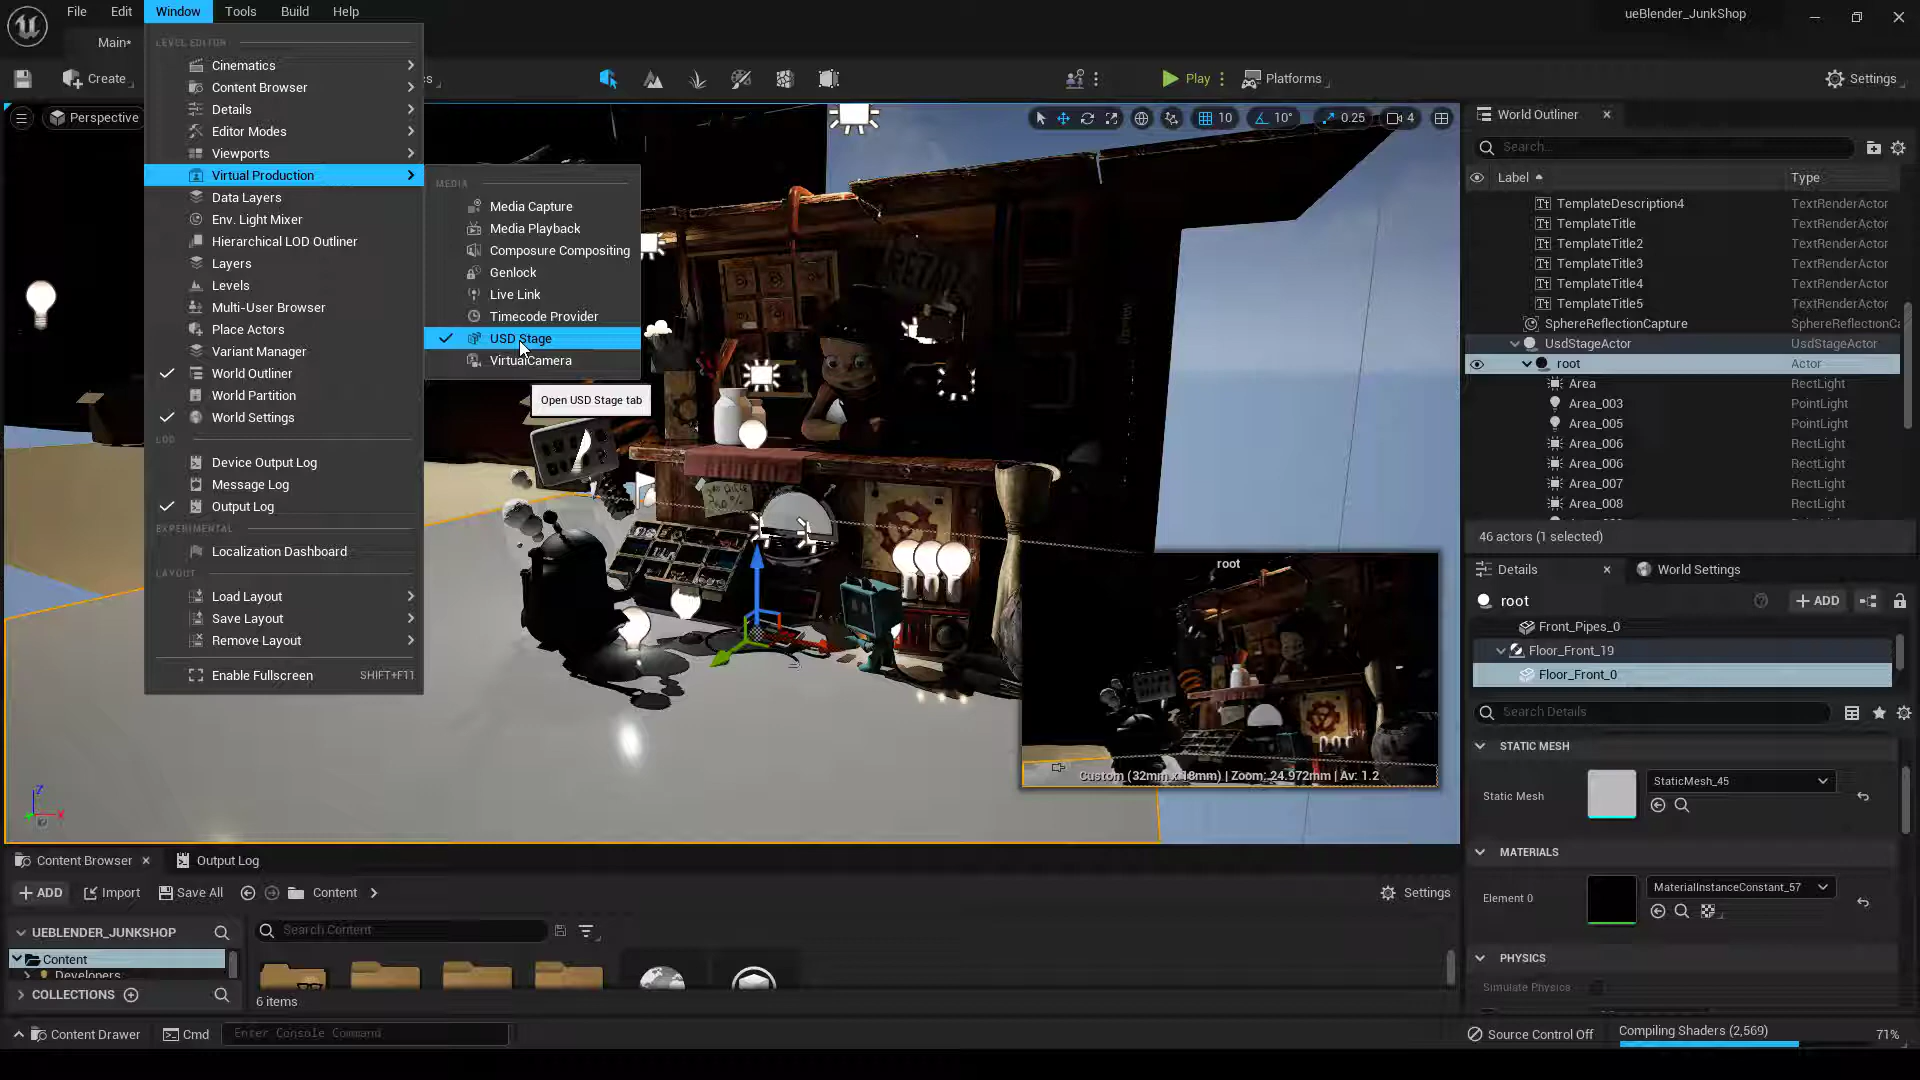 File Edit Window Tools Build Help
ueBlender_JunkShop
Main*
Create
Play
Platforms
Settings
LEVEL EDITOR
Cinematics
Content Browser
Details
Editor Modes
Viewports
Virtual Production
Data Layers
Env. Light Mixer
Hierarchical LOD Outliner
Layers
Levels
Multi-User Browser
Place Actors
Variant Manager
World Outliner
World Partition
World Settings
LOG
Device Output Log
Message Log
Output Log
EXPERIMENTAL
Localization Dashboard
LAYOUT
Load Layout
Save Layout
Remove Layout
Enable Fullscreen SHIFT+F11
MEDIA
Media Capture
Media Playback
Composure Compositing
Genlock
Live Link
Timecode Provider
USD Stage
VirtualCamera
Open USD Stage tab
Perspective
10 10° 0.25 4
root
Custom (32mm x 18mm) | Zoom: 24.972mm | Av: 1.2
World Outliner
Search...
Label Type
TemplateDescription4 TextRenderActor
TemplateTitle TextRenderActor
TemplateTitle2 TextRenderActor
TemplateTitle3 TextRenderActor
TemplateTitle4 TextRenderActor
TemplateTitle5 TextRenderActor
SphereReflectionCapture SphereReflectionCa
UsdStageActor UsdStageActor
root Actor
Area RectLight
Area_003 PointLight
Area_005 PointLight
Area_006 RectLight
Area_006 RectLight
Area_007 RectLight
Area_008 RectLight
46 actors (1 selected)
Details World Settings
root ADD
Front_Pipes_0
Floor_Front_19
Floor_Front_0
Search Details
STATIC MESH
Static Mesh StaticMesh_45
MATERIALS
Element 0 MaterialInstanceConstant_57
PHYSICS
Simulate Physics
Content Browser Output Log
ADD Import Save All Content Settings
UEBLENDER_JUNKSHOP
Search Content
Content
Developers
COLLECTIONS
6 items
Content Drawer Cmd Enter Console Command
Source Control Off Compiling Shaders (2,569) 71%